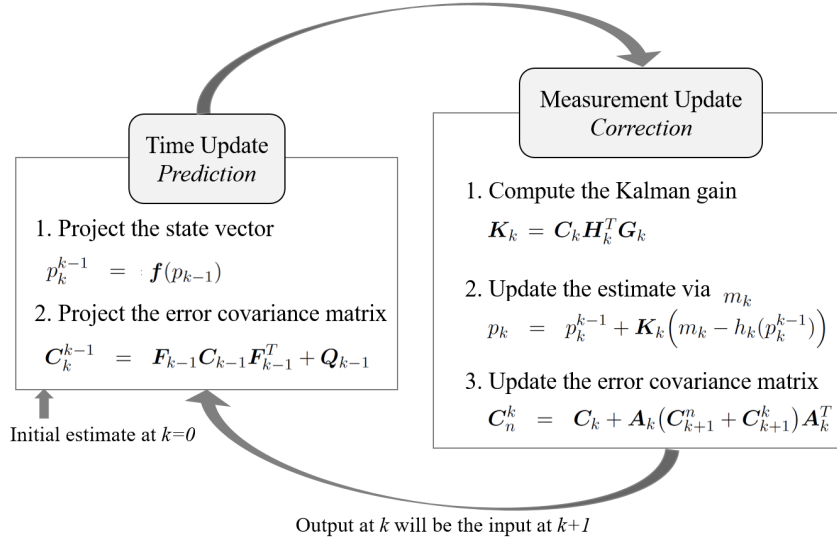 Time Update
Prediction
1. Project the state vector
p_k^{k-1} = f(p_{k-1})
2. Project the error covariance matrix
C_k^{k-1} = F_{k-1} C_{k-1} F_{k-1}^T + Q_{k-1}
Initial estimate at k=0
Measurement Update
Correction
1. Compute the Kalman gain
K_k = C_k H_k^T G_k
2. Update the estimate via m_k
p_k = p_k^{k-1} + K_k(m_k - h_k(p_k^{k-1}))
3. Update the error covariance matrix
C_n^k = C_k + A_k(C_{k+1}^n + C_{k+1}^k)A_k^T
Output at k will be the input at k+1